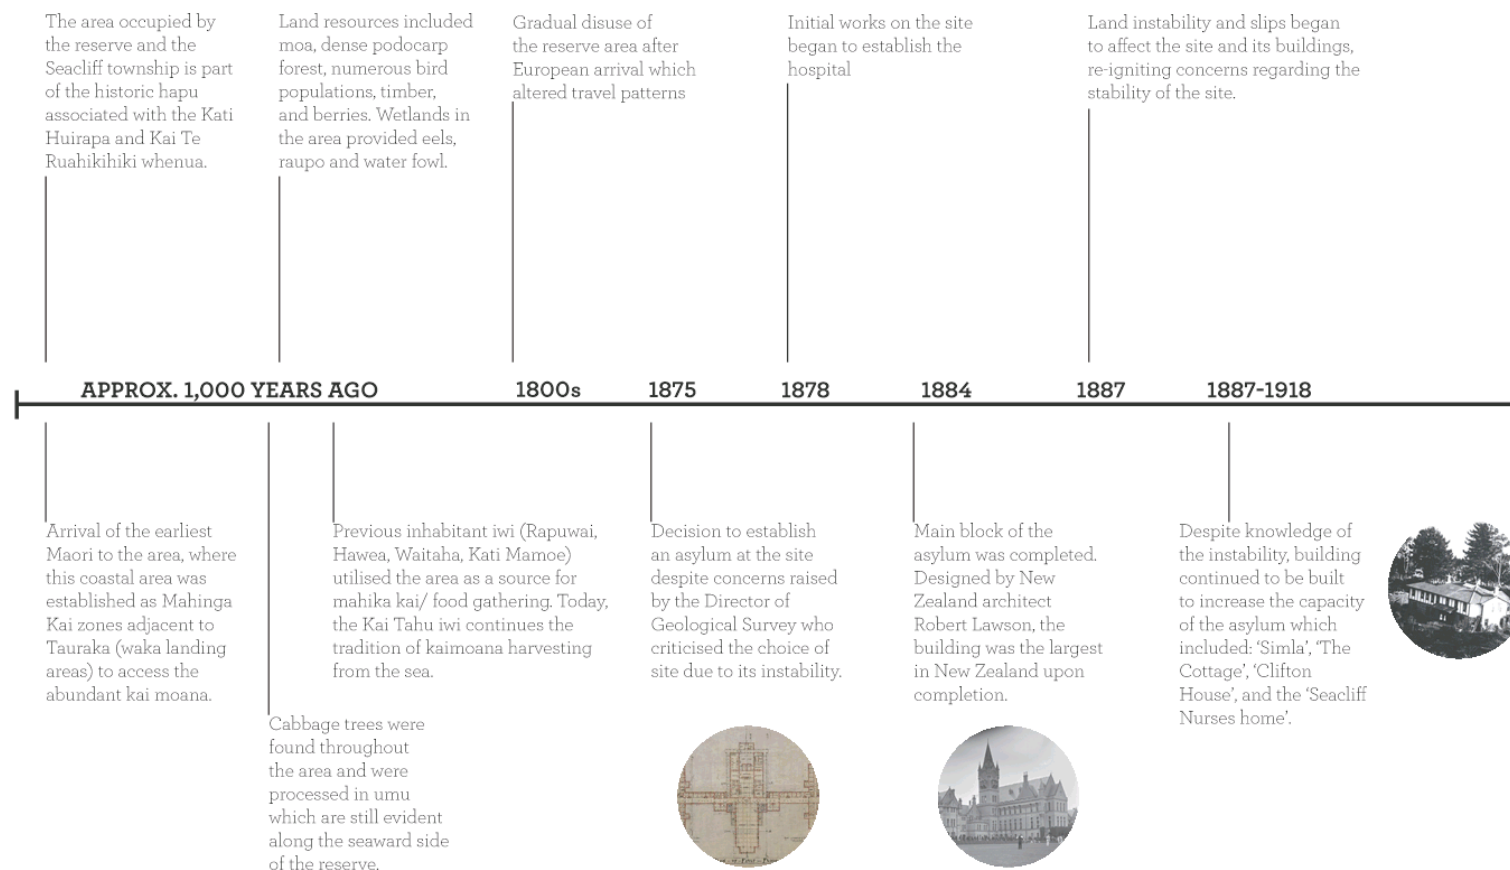 The area occupied by
the reserve and the
Seacliff township is part
of the historic hapu
associated with the Kati
Huirapa and Kai Te
Ruahikihiki whenua.
Land resources included
moa, dense podocarp
forest, numerous bird
populations, timber,
and berries. Wetlands in
the area provided eels,
raupo and water fowl.
Gradual disuse of
the reserve area after
European arrival which
altered travel patterns
Initial works on the site
began to establish the
hospital
Land instability and slips began
to affect the site and its buildings,
re-igniting concerns regarding the
stability of the site.
APPROX. 1,000 YEARS AGO
1800s
1875
1878
1884
1887
1887-1918
Arrival of the earliest
Maori to the area, where
this coastal area was
established as Mahinga
Kai zones adjacent to
Tauraka (waka landing
areas) to access the
abundant kai moana.
Cabbage trees were
found throughout
the area and were
processed in umu
which are still evident
along the seaward side
of the reserve.
Previous inhabitant iwi (Rapuwai,
Hawea, Waitaha, Kati Mamoe)
utilised the area as a source for
mahika kai/ food gathering. Today,
the Kai Tahu iwi continues the
tradition of kaimoana harvesting
from the sea.
Decision to establish
an asylum at the site
despite concerns raised
by the Director of
Geological Survey who
criticised the choice of
site due to its instability.
Main block of the
asylum was completed.
Designed by New
Zealand architect
Robert Lawson, the
building was the largest
in New Zealand upon
completion.
Despite knowledge of
the instability, building
continued to be built
to increase the capacity
of the asylum which
included: ‘Simla’, ‘The
Cottage’, ‘Clifton
House’, and the ‘Seacliff
Nurses home’.